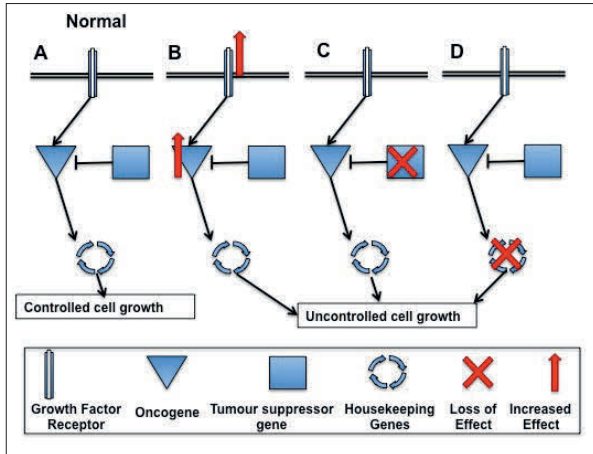 Normal
A
B
C
D
Controlled cell growth
Uncontrolled cell growth
Growth Factor
Receptor
Oncogene
Tumour suppressor
gene
Housekeeping
Genes
Loss of
Effect
Increased
Effect